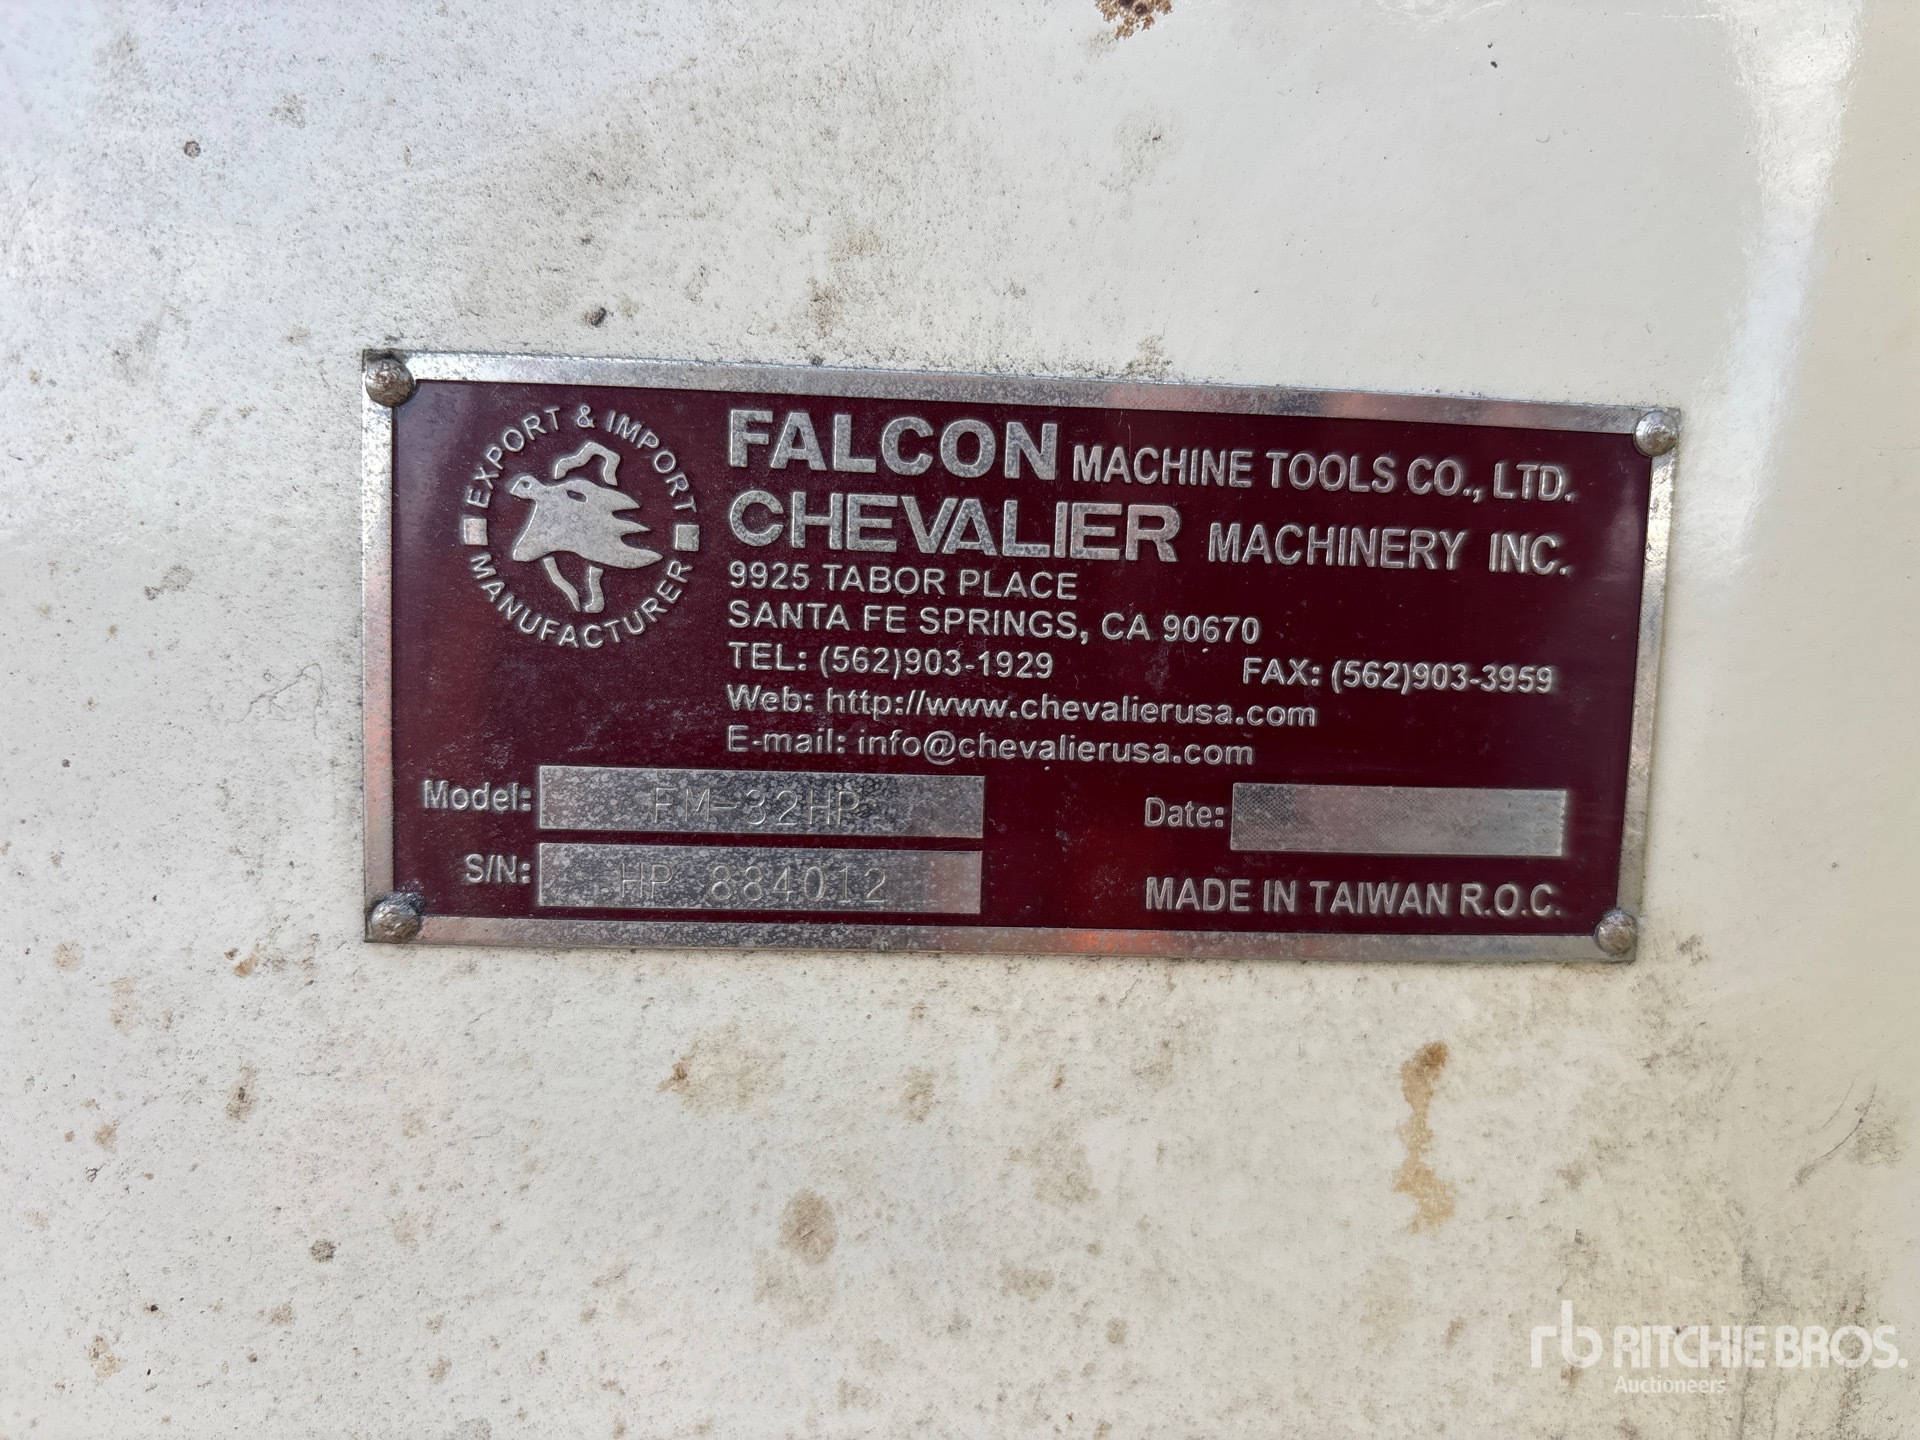 EXPORT & IMPORT
MANUFACTURER
FALCON MACHINE TOOLS CO., LTD.
CHEVALIER MACHINERY INC.
9925 TABOR PLACE
SANTA FE SPRINGS, CA 90670
TEL: (562)903-1929 FAX: (562)903-3959
Web: http://www.chevalierusa.com
E-mail: info@chevalierusa.com
Model: FM-32HP
Date:
S/N: HP 884012
MADE IN TAIWAN R.O.C.
rb RITCHIE BROS.
Auctioneers